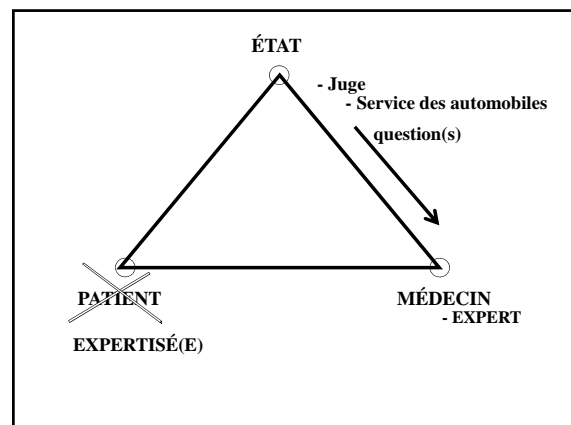 ÉTAT
- Juge
- Service des automobiles
question(s)
PATIENT
MÉDECIN
- EXPERT
EXPERTISÉ(E)